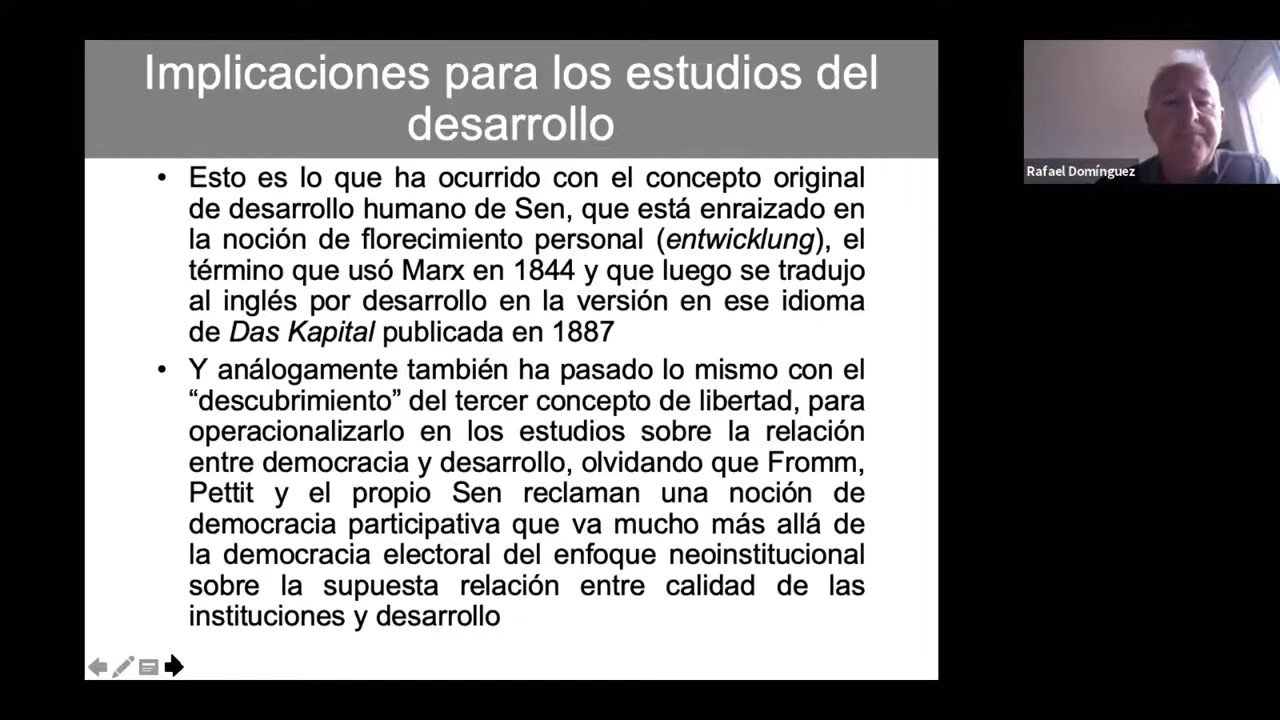 Implicaciones para los estudios del
desarrollo
• Esto es lo que ha ocurrido con el concepto original
de desarrollo humano de Sen, que está enraizado en
la noción de florecimiento personal (entwicklung), el
término que usó Marx en 1844 y que luego se tradujo
al inglés por desarrollo en la versión en ese idioma
de Das Kapital publicada en 1887
• Y análogamente también ha pasado lo mismo con el
“descubrimiento” del tercer concepto de libertad, para
operacionalizarlo en los estudios sobre la relación
entre democracia y desarrollo, olvidando que Fromm,
Pettit y el propio Sen reclaman una noción de
democracia participativa que va mucho más allá de
la democracia electoral del enfoque neoinstitucional
sobre la supuesta relación entre calidad de las
instituciones y desarrollo
Rafael Domínguez